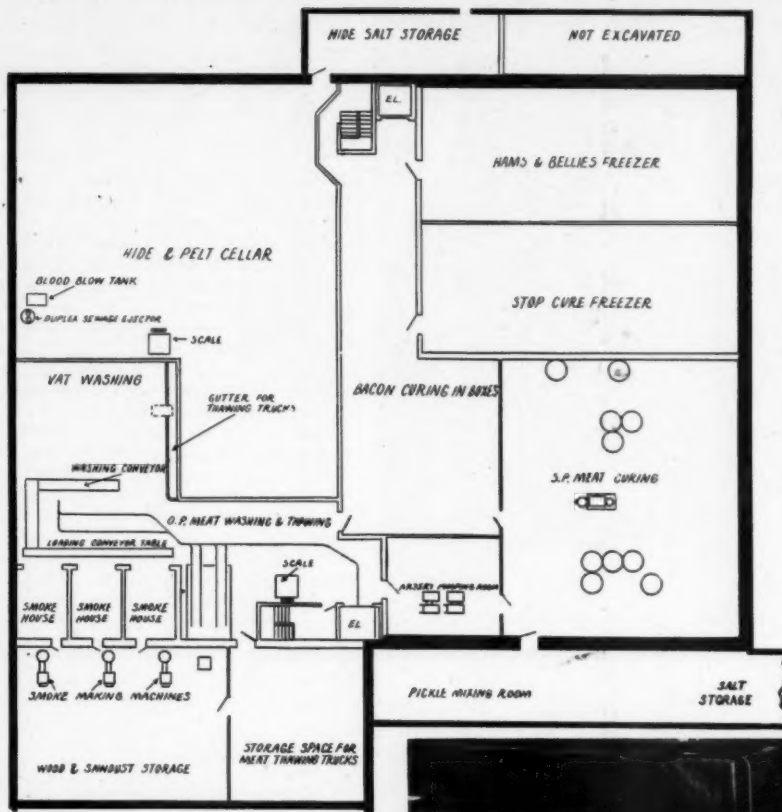 HIDE SALT STORAGE
NOT EXCAVATED
EL.
HAMS & BELLIES FREEZER
HIDE & PELT CELLAR
BLOOD BLOW TANK
DUPLEX SEWAGE EJECTOR
SCALE
STOP CURE FREEZER
VAT WASHING
GUTTER FOR
THAWING TRUCKS
BACON CURING IN BOXES
WASHING CONVEYOR
S.P. MEAT CURING
D.P. MEAT WASHING & THAWING
LOADING CONVEYOR TABLE
SCALE
ARTERY PUMPING ROOM
SMOKE
HOUSE
SMOKE
HOUSE
SMOKE
HOUSE
EL.
SMOKE MAKING MACHINES
PICKLE MIXING ROOM
SALT
STORAGE
WOOD & SAWDUST STORAGE
STORAGE SPACE FOR
MEAT THAWING TRUCKS